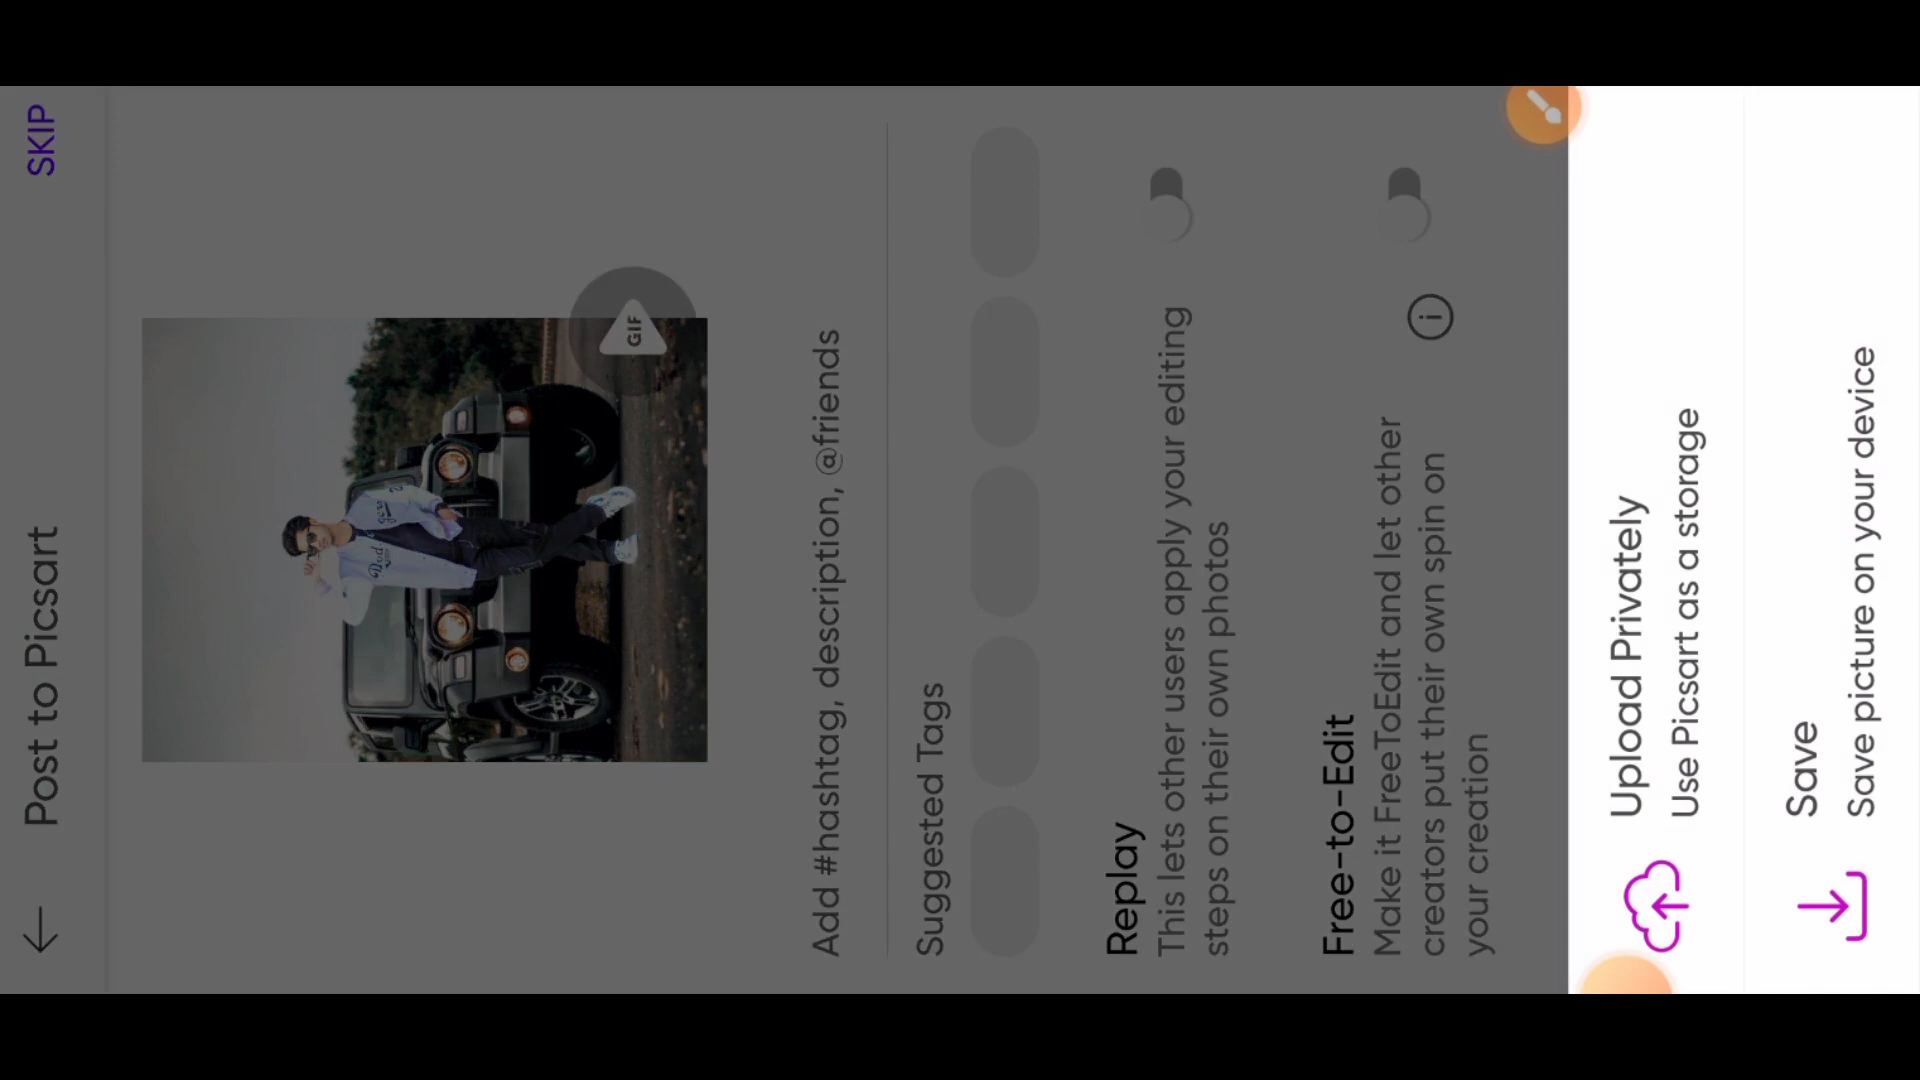 Post to Picsart
SKIP
GIF
Add #hashtag, description, @friends
Suggested Tags
Replay
This lets other users apply your editing
steps on their own photos
Free-to-Edit
Make it FreeToEdit and let other
creators put their own spin on
your creation
Upload Privately
Use Picsart as a storage
Save
Save picture on your device